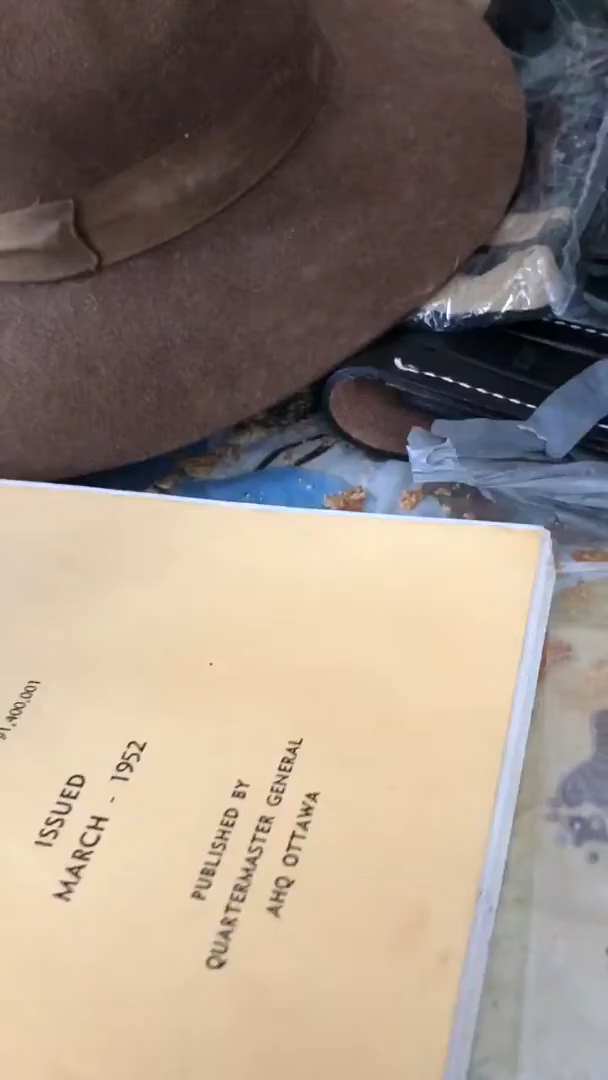 ISSUED
MARCH - 1952
PUBLISHED BY
QUARTERMASTER GENERAL
AHQ OTTAWA